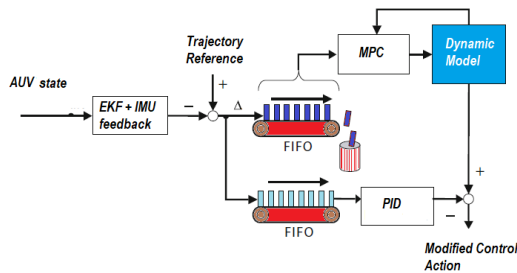 Trajectory
Reference
MPC
Dynamic
Model
AUV state
EKF + IMU
feedback
−
+
Δ
FIFO
+
PID
−
FIFO
Modified Control
Action